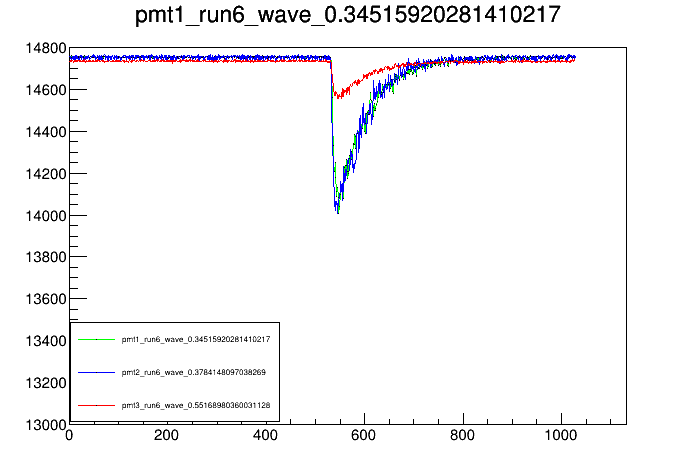 pmt1_run6_wave_0.34515920281410217
14800
14600
14400
14200
14000
13800
13600
13400
13200
13000
pmt1_run6_wave_0.34515920281410217
pmt2_run6_wave_0.3784148097038269
pmt3_run6_wave_0.55168980360031128
0 200 400 600 800 1000